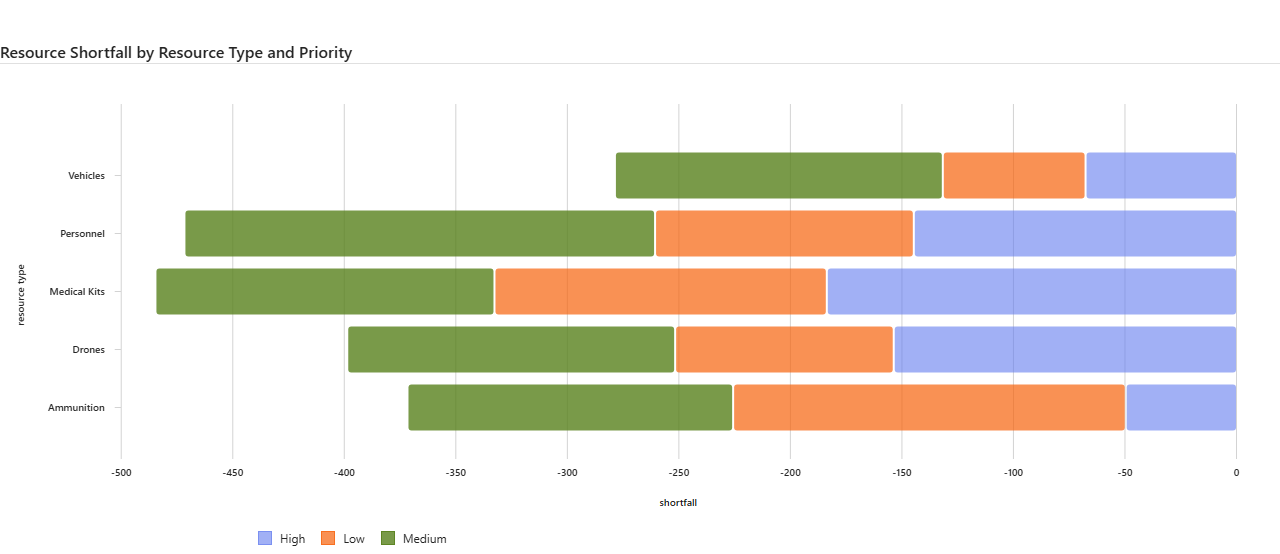 Resource Shortfall by Resource Type and Priority
resource type
Vehicles
Personnel
Medical Kits
Drones
Ammunition
-500 -450 -400 -350 -300 -250 -200 -150 -100 -50 0
shortfall
High Low Medium